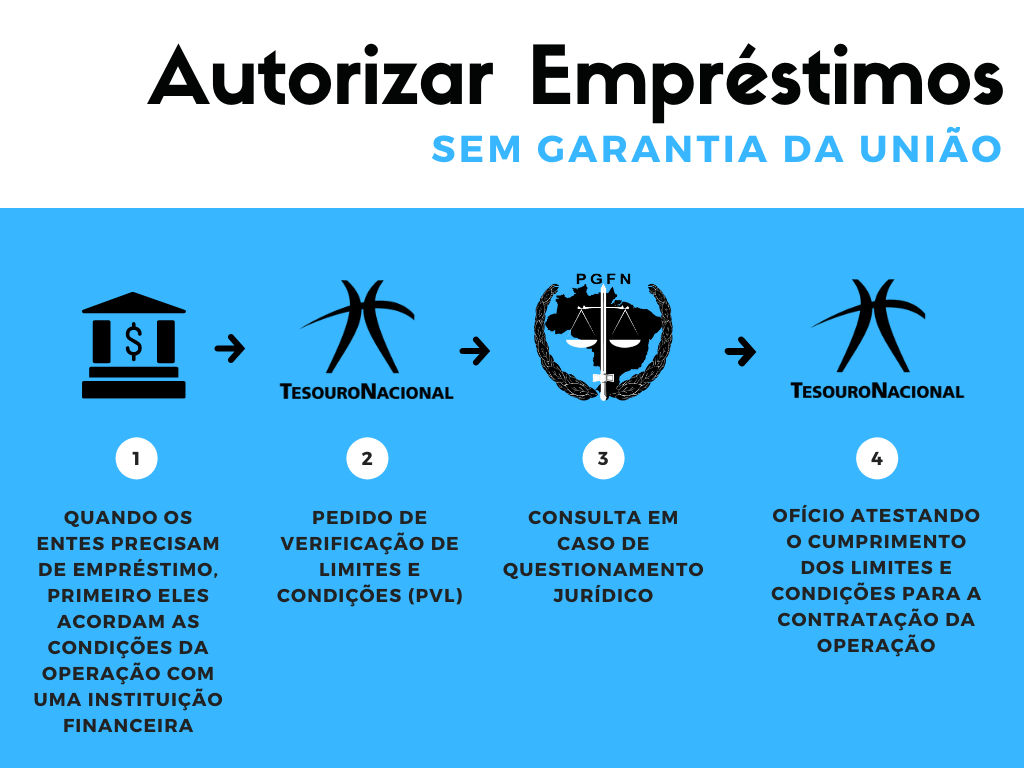 Autorizar Empréstimos
SEM GARANTIA DA UNIÃO
$
TESOURONACIONAL
PGFN
TESOURONACIONAL
1
2
3
4
QUANDO OS
ENTES PRECISAM
DE EMPRÉSTIMO,
PRIMEIRO ELES
ACORDAM AS
CONDIÇÕES DA
OPERAÇÃO COM
UMA INSTITUIÇÃO
FINANCEIRA
PEDIDO DE
VERIFICAÇÃO DE
LIMITES E
CONDIÇÕES (PVL)
CONSULTA EM
CASO DE
QUESTIONAMENTO
JURÍDICO
OFÍCIO ATESTANDO
O CUMPRIMENTO
DOS LIMITES E
CONDIÇÕES PARA A
CONTRATAÇÃO DA
OPERAÇÃO